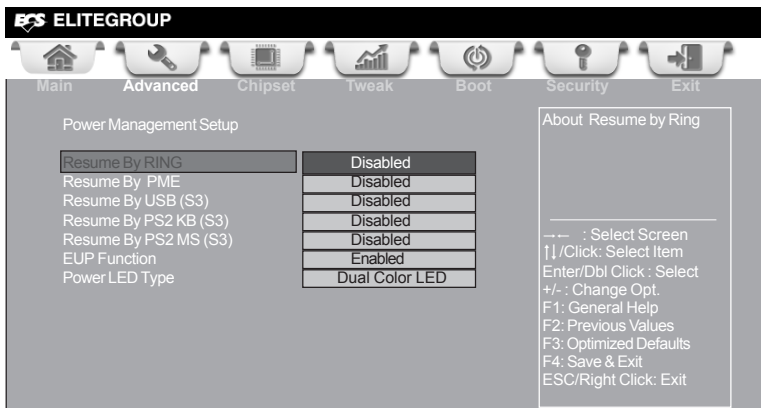 ECS ELITEGROUP
Main Advanced Chipset Tweak Boot Security Exit
Power Management Setup
Resume By RING Disabled
Resume By PME Disabled
Resume By USB (S3) Disabled
Resume By PS2 KB (S3) Disabled
Resume By PS2 MS (S3) Disabled
EUP Function Enabled
Power LED Type Dual Color LED
About Resume by Ring
→← : Select Screen
↑↓/Click: Select Item
Enter/Dbl Click : Select
+/- : Change Opt.
F1: General Help
F2: Previous Values
F3: Optimized Defaults
F4: Save & Exit
ESC/Right Click: Exit